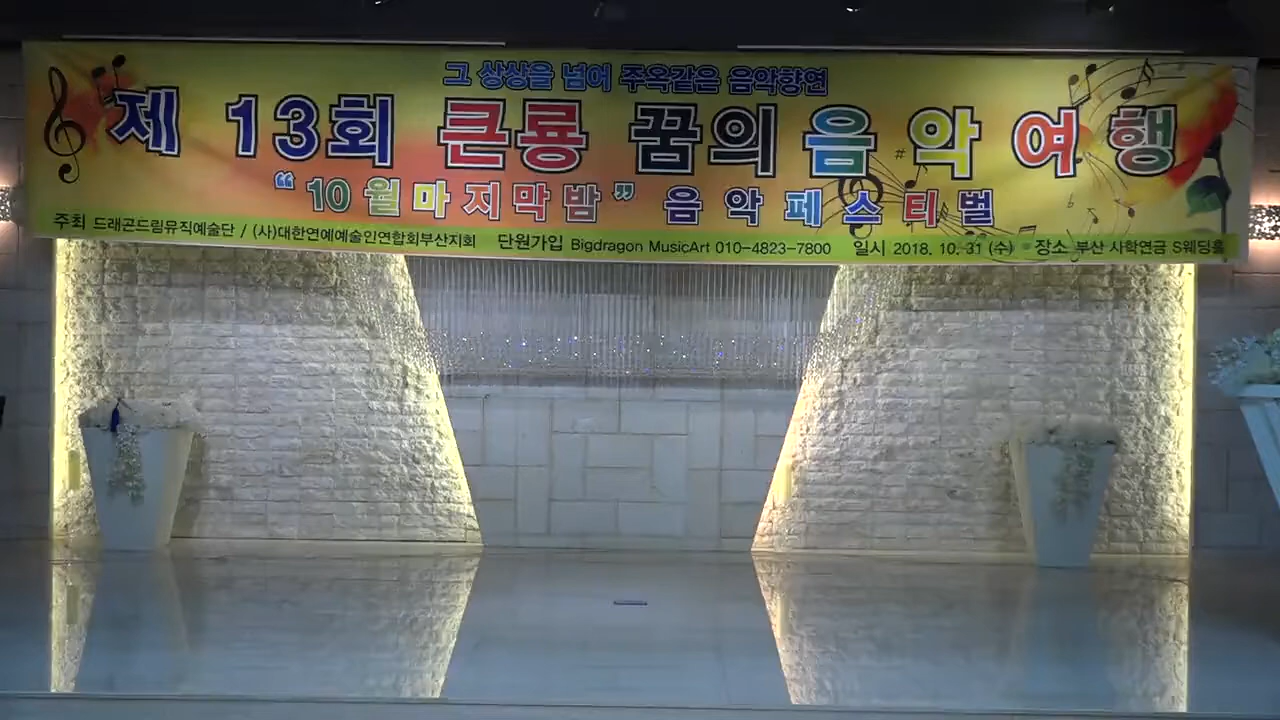 그 상상을 넘어 주옥같은 음악향연
제 13회 큰룡 꿈의 음악여행
“10월마지막밤” 음악페스티벌
주최 드래곤드림뮤직예술단 / (사)대한연예예술인연합회부산지회 단원가입 Bigdragon MusicArt 010-4823-7800 일시 2018. 10. 31 (수) 장소 부산 사학연금 S웨딩홀